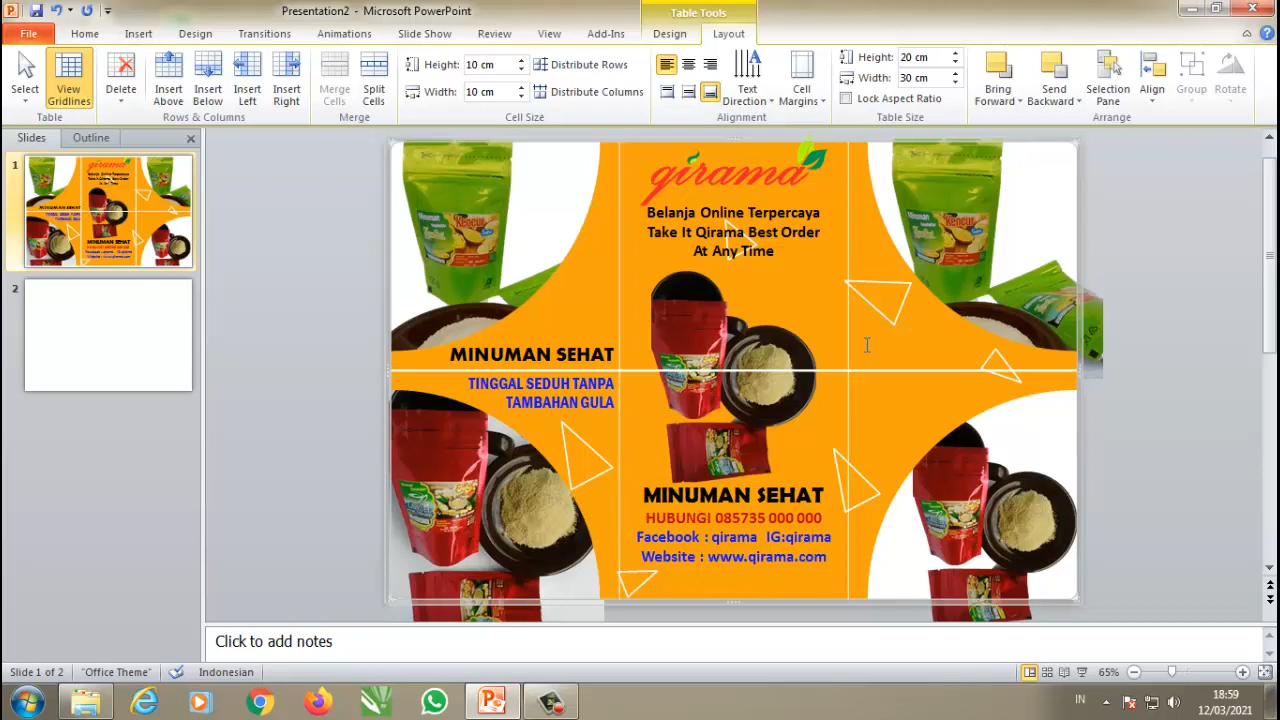 Presentation2 - Microsoft PowerPoint
Table Tools
File
Home
Insert
Design
Transitions
Animations
Slide Show
Review
View
Add-Ins
Design
Layout
Select
View Gridlines
Delete
Insert Above
Insert Below
Insert Left
Insert Right
Merge Cells
Split Cells
Height: 10 cm
Width: 10 cm
Distribute Rows
Distribute Columns
Text Direction
Cell Margins
Height: 20 cm
Width: 30 cm
Lock Aspect Ratio
Bring Forward
Send Backward
Selection Pane
Align
Group
Rotate
Table
Rows & Columns
Merge
Cell Size
Alignment
Table Size
Arrange
Slides
Outline
1
2
qirama
Belanja Online Terpercaya
Take It Qirama Best Order
At Any Time
MINUMAN SEHAT
TINGGAL SEDUH TANPA
TAMBAHAN GULA
MINUMAN SEHAT
HUBUNGI 085735 000 000
Facebook : qirama IG:qirama
Website : www.qirama.com
Click to add notes
Slide 1 of 2
"Office Theme"
Indonesian
65%
IN
18:59
12/03/2021